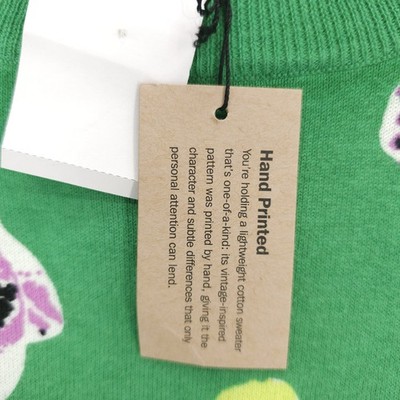 Hand Printed
You're holding a lightweight cotton sweater
that's one-of-a-kind: its vintage-inspired
pattern was printed by hand, giving it the
character and subtle differences that only
personal attention can lend.